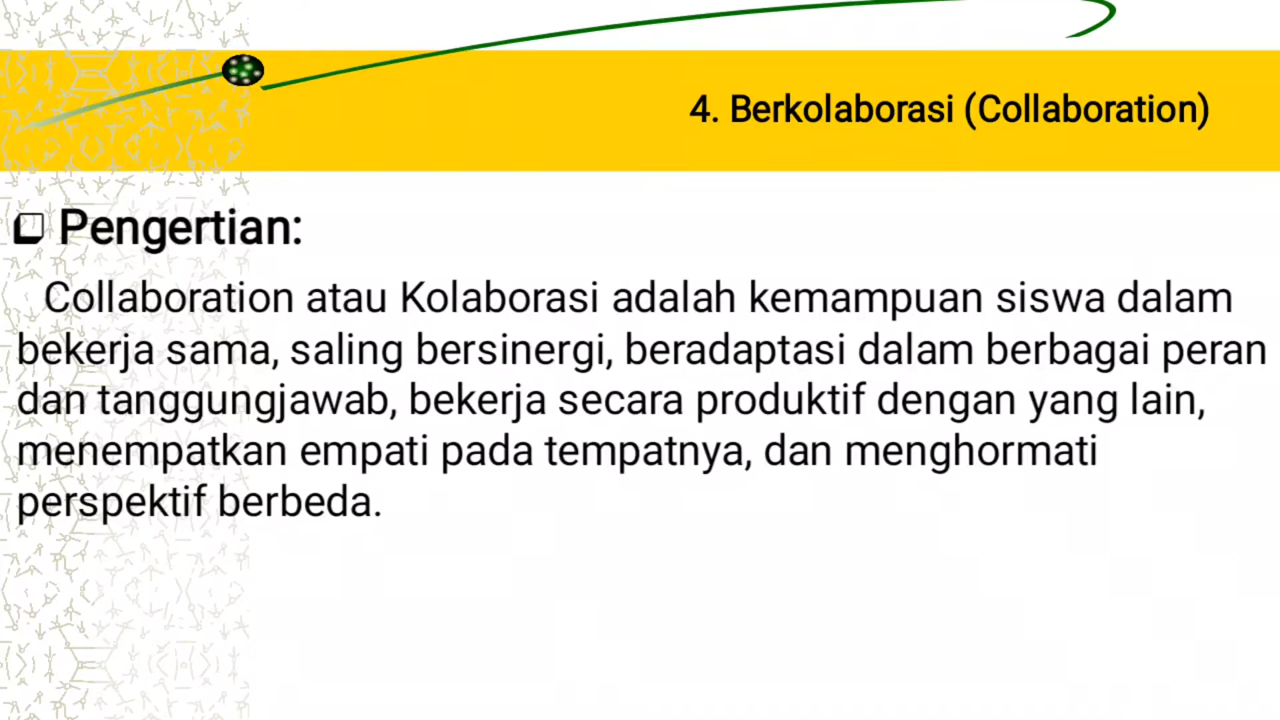 4. Berkolaborasi (Collaboration)
Pengertian:
Collaboration atau Kolaborasi adalah kemampuan siswa dalam
bekerja sama, saling bersinergi, beradaptasi dalam berbagai peran
dan tanggungjawab, bekerja secara produktif dengan yang lain,
menempatkan empati pada tempatnya, dan menghormati
perspektif berbeda.